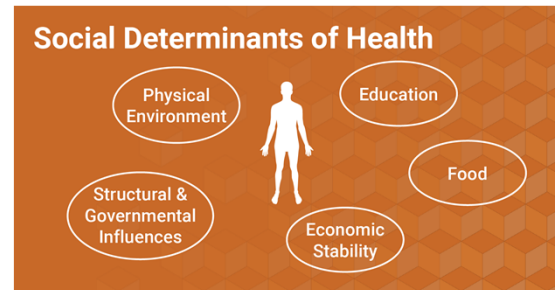 Social Determinants of Health
Physical
Environment
Education
Food
Structural &
Governmental
Influences
Economic
Stability